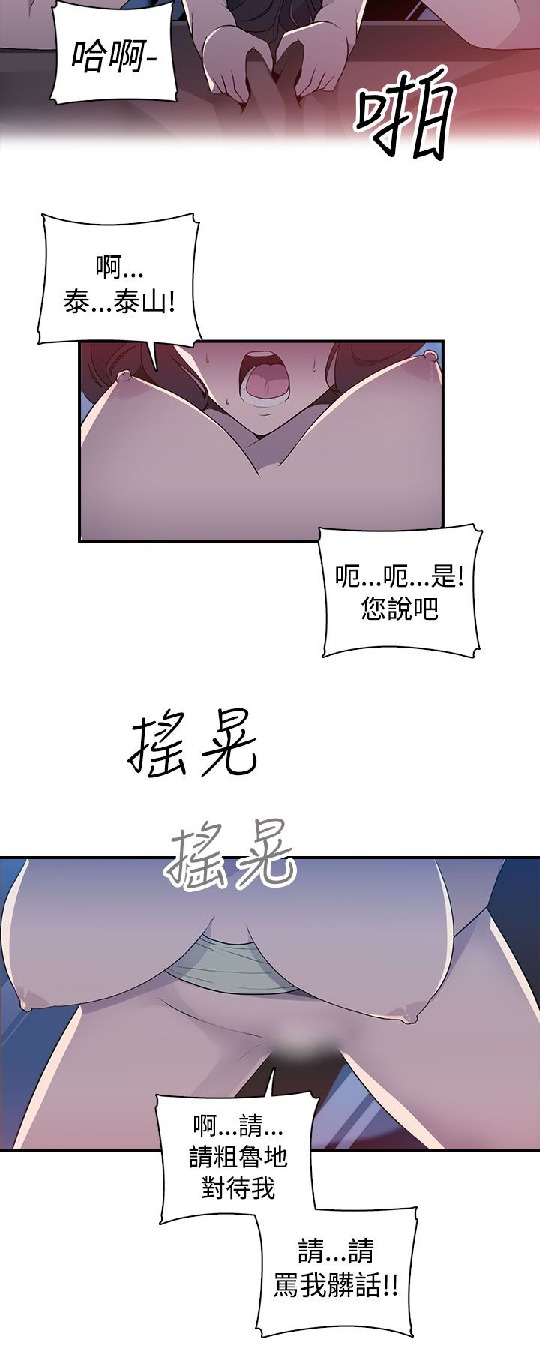 哈啊-
啪
啊...
泰...泰山!
呃...呃...是!
您說吧
搖晃
搖晃
啊...請...
請粗魯地
對待我
請...請
罵我髒話!!